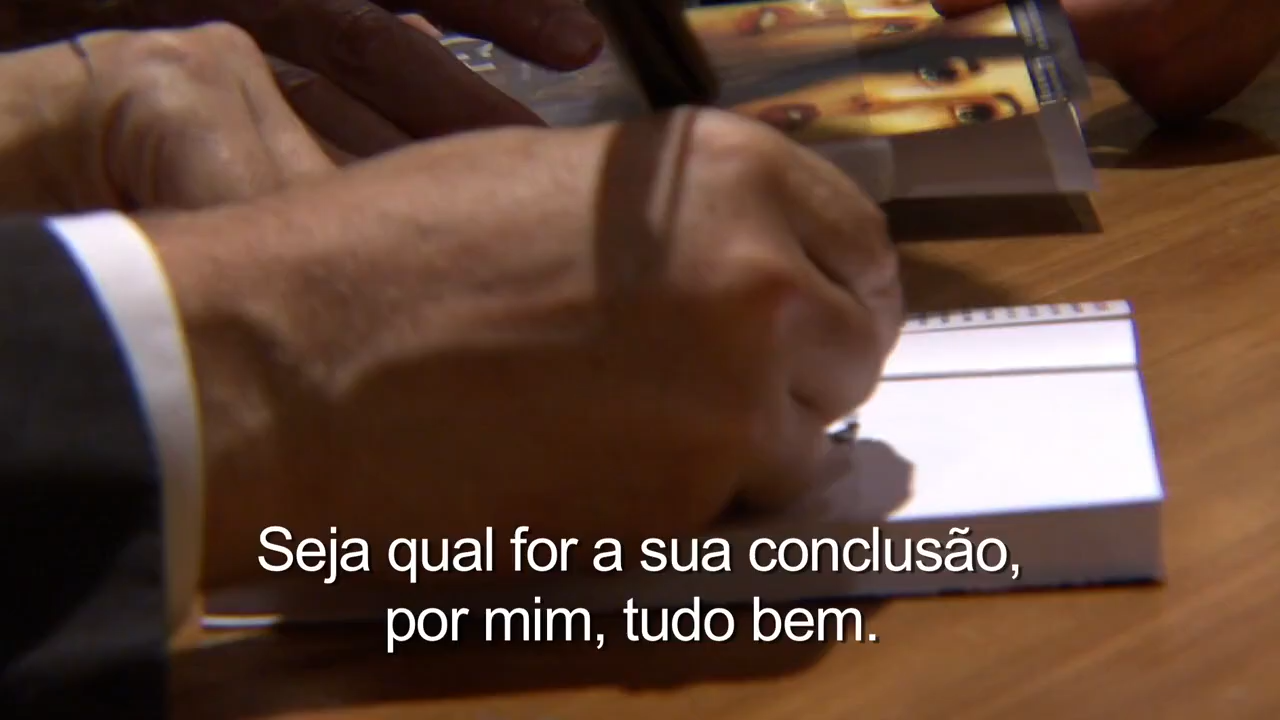 Seja qual for a sua conclusão,
por mim, tudo bem.